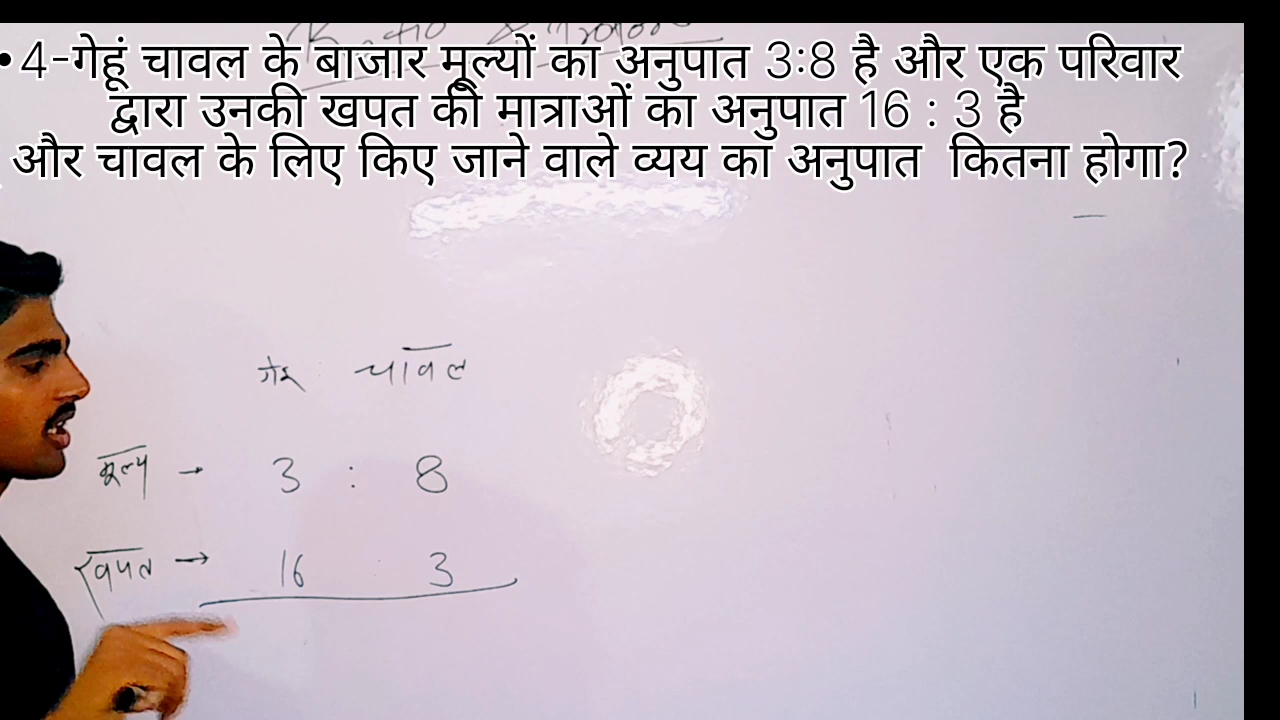 •4-गेहूं चावल के बाजार मूल्यों का अनुपात 3:8 है और एक परिवार
द्वारा उनकी खपत की मात्राओं का अनुपात 16 : 3 है
और चावल के लिए किए जाने वाले व्यय का अनुपात कितना होगा?
चावल
मूल्य → 3 : 8
खपत → 16 3